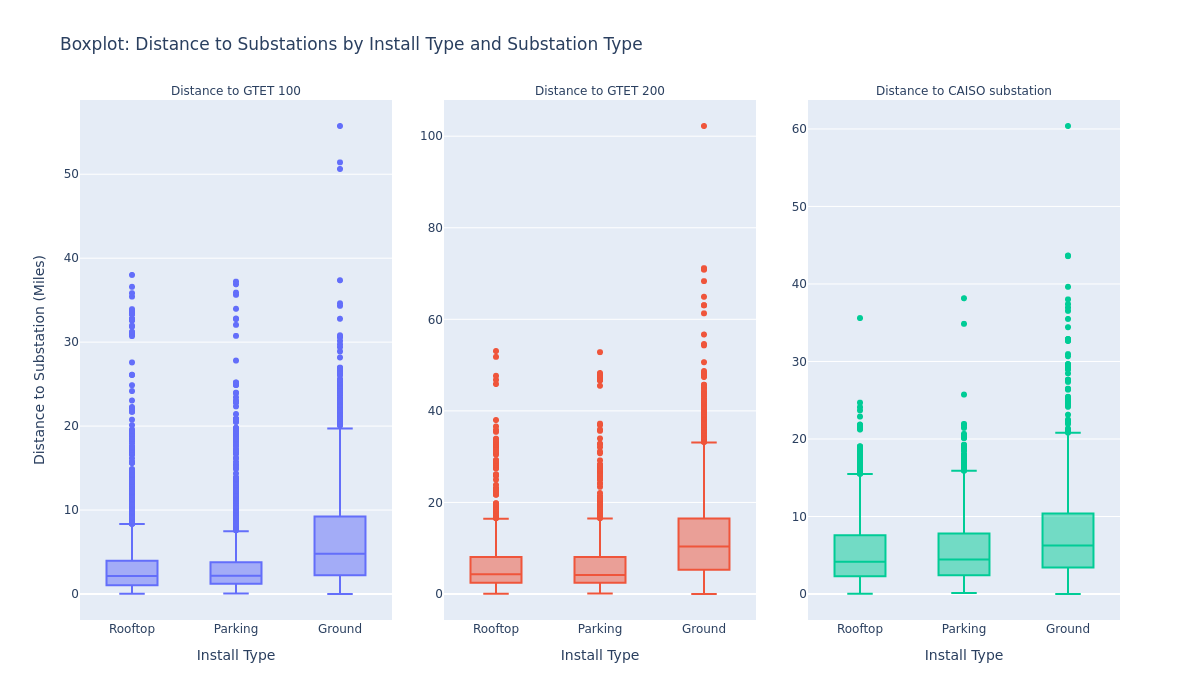 Boxplot: Distance to Substations by Install Type and Substation Type
Distance to GTET 100
Distance to GTET 200
Distance to CAISO substation
Distance to Substation (Miles)
50
40
30
20
10
0
100
80
60
40
20
0
60
50
40
30
20
10
0
Rooftop
Parking
Ground
Rooftop
Parking
Ground
Rooftop
Parking
Ground
Install Type
Install Type
Install Type